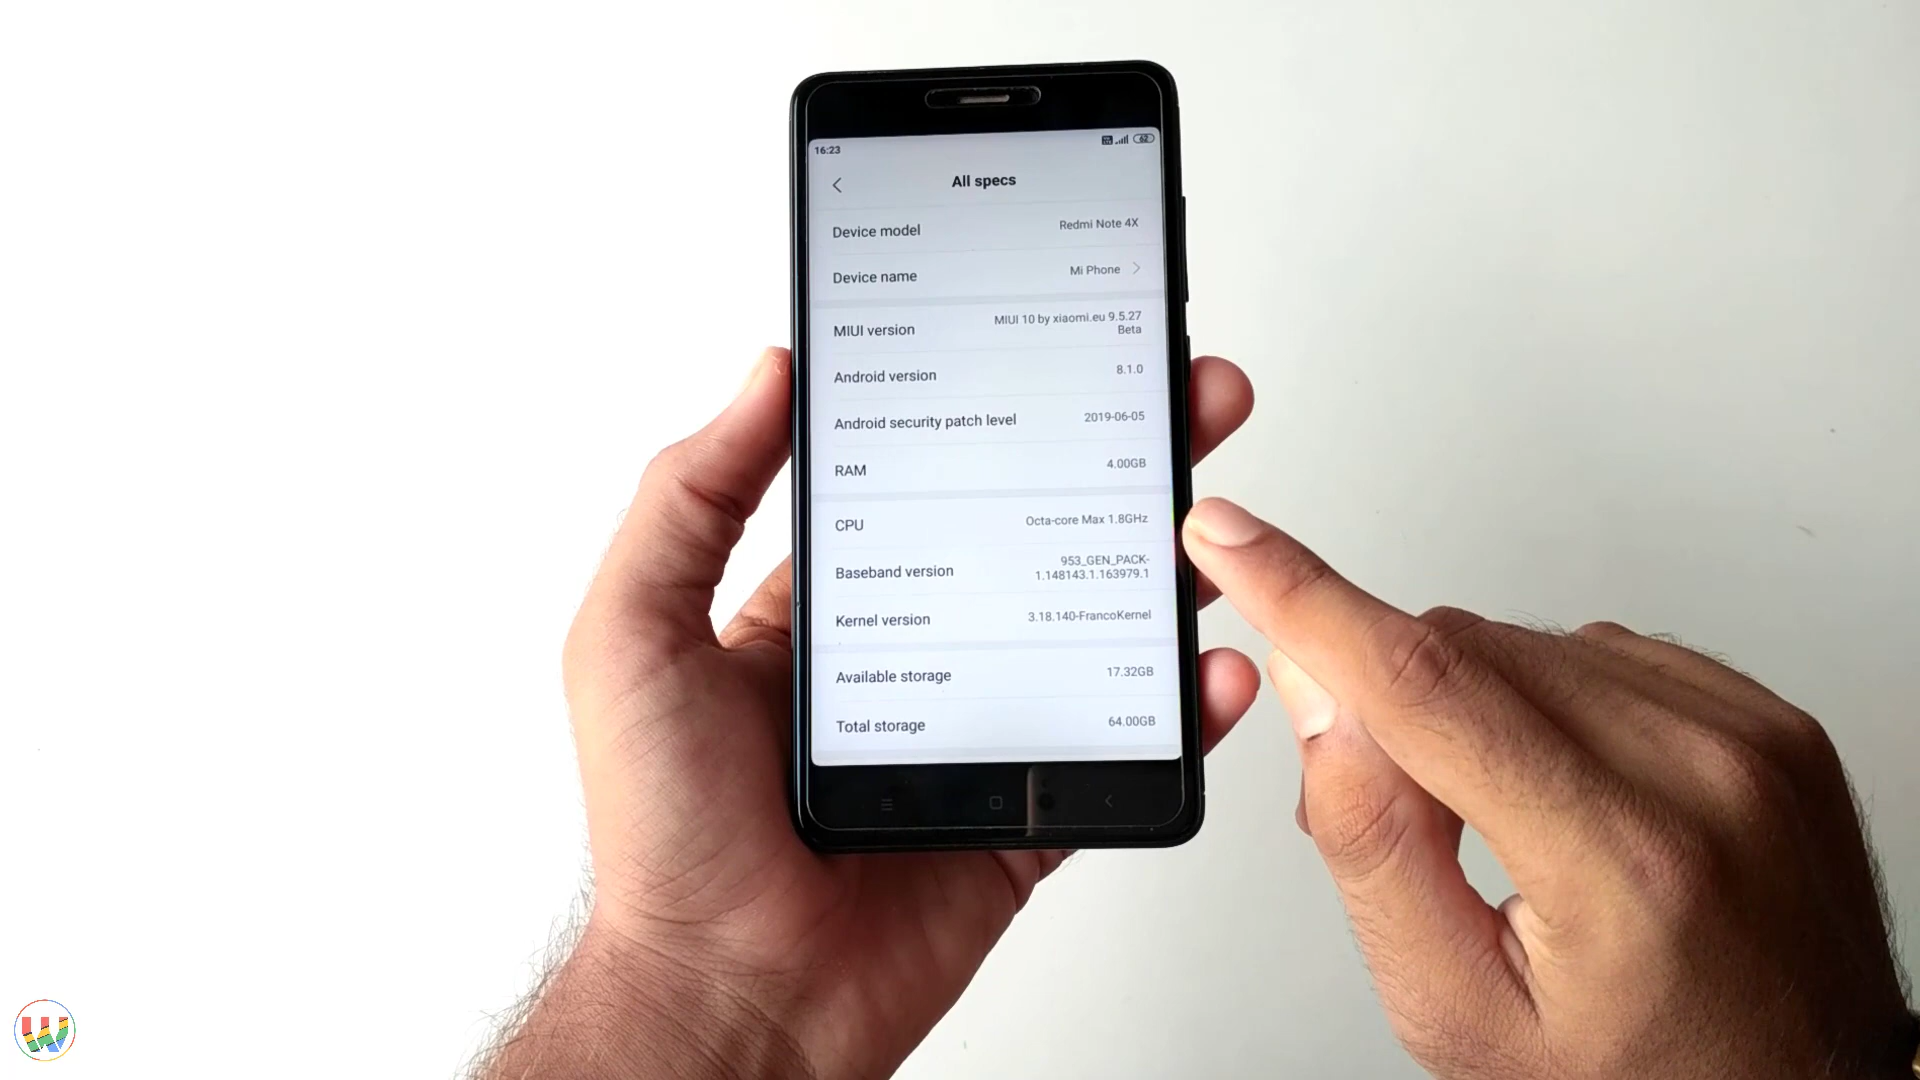 16:23
62
All specs
Device model Redmi Note 4X
Device name Mi Phone
MIUI version MIUI 10 by xiaomi.eu 9.5.27
Beta
Android version 8.1.0
Android security patch level 2019-06-05
RAM 4.00GB
CPU Octa-core Max 1.8GHz
Baseband version 953_GEN_PACK-
1.148143.1.163979.1
Kernel version 3.18.140-FrancoKernel
Available storage 17.32GB
Total storage 64.00GB
W